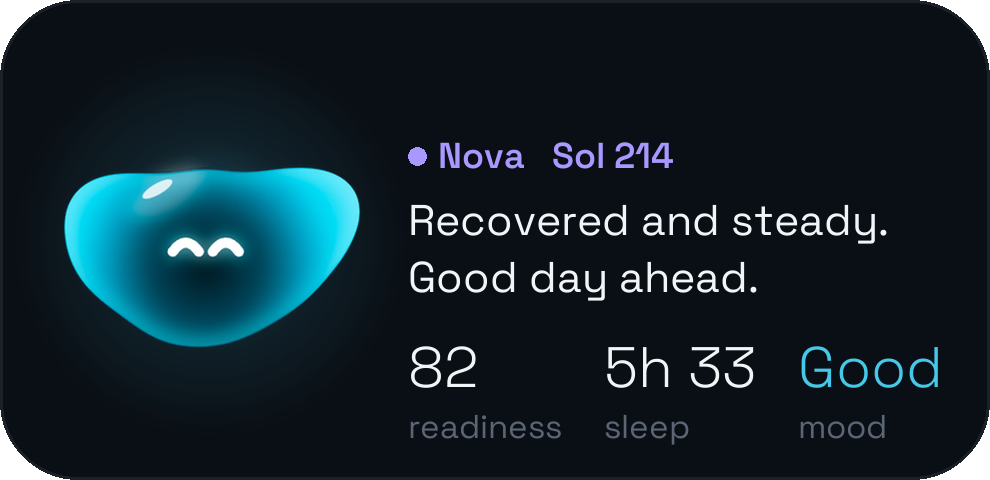 Nova Sol 214
Recovered and steady.
Good day ahead.
82 5h 33 Good
readiness sleep mood